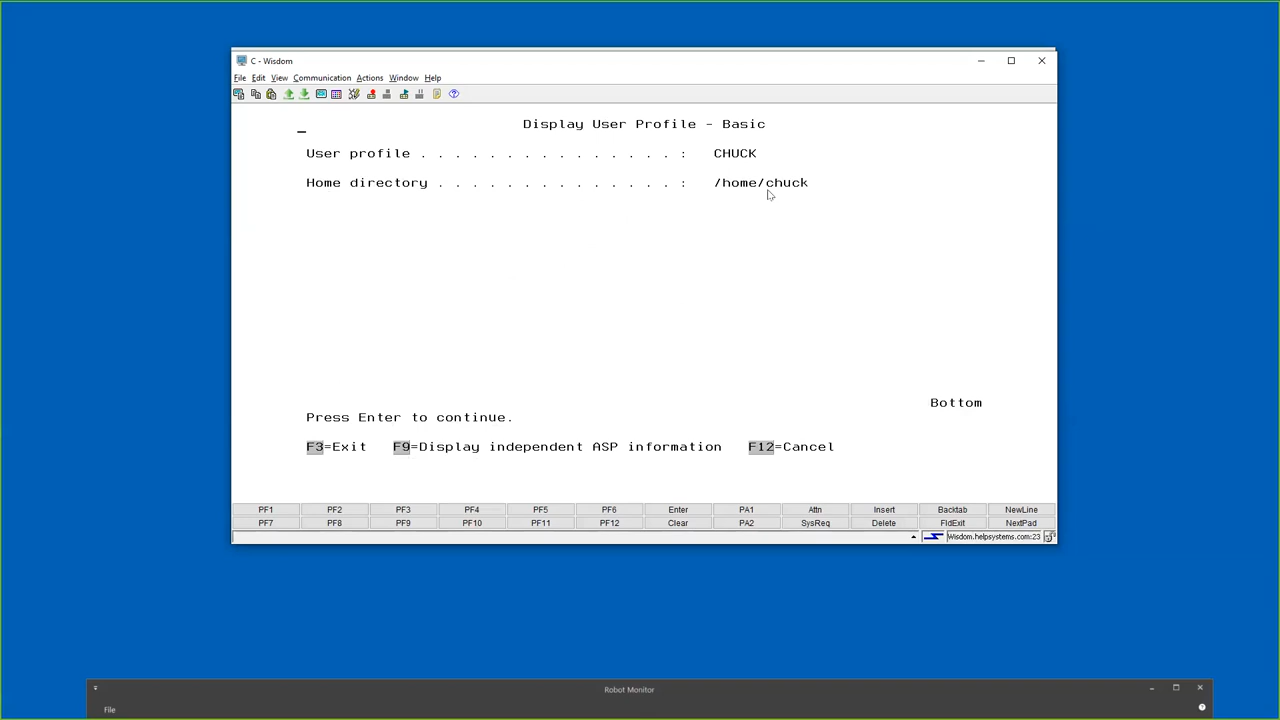 C - Wisdom
File Edit View Communication Actions Window Help
Display User Profile - Basic
User profile . . . . . . . . . . . . . . . : CHUCK
Home directory . . . . . . . . . . . . . . : /home/chuck
Bottom
Press Enter to continue.
F3=Exit F9=Display independent ASP information F12=Cancel
PF1 PF2 PF3 PF4 PF5 PF6 Enter PA1 Attn Insert Backtab NewLine
PF7 PF8 PF9 PF10 PF11 PF12 Clear PA2 SysReq Delete FldExit NextPad
Wisdom.helpsystems.com:23
Robot Monitor
File